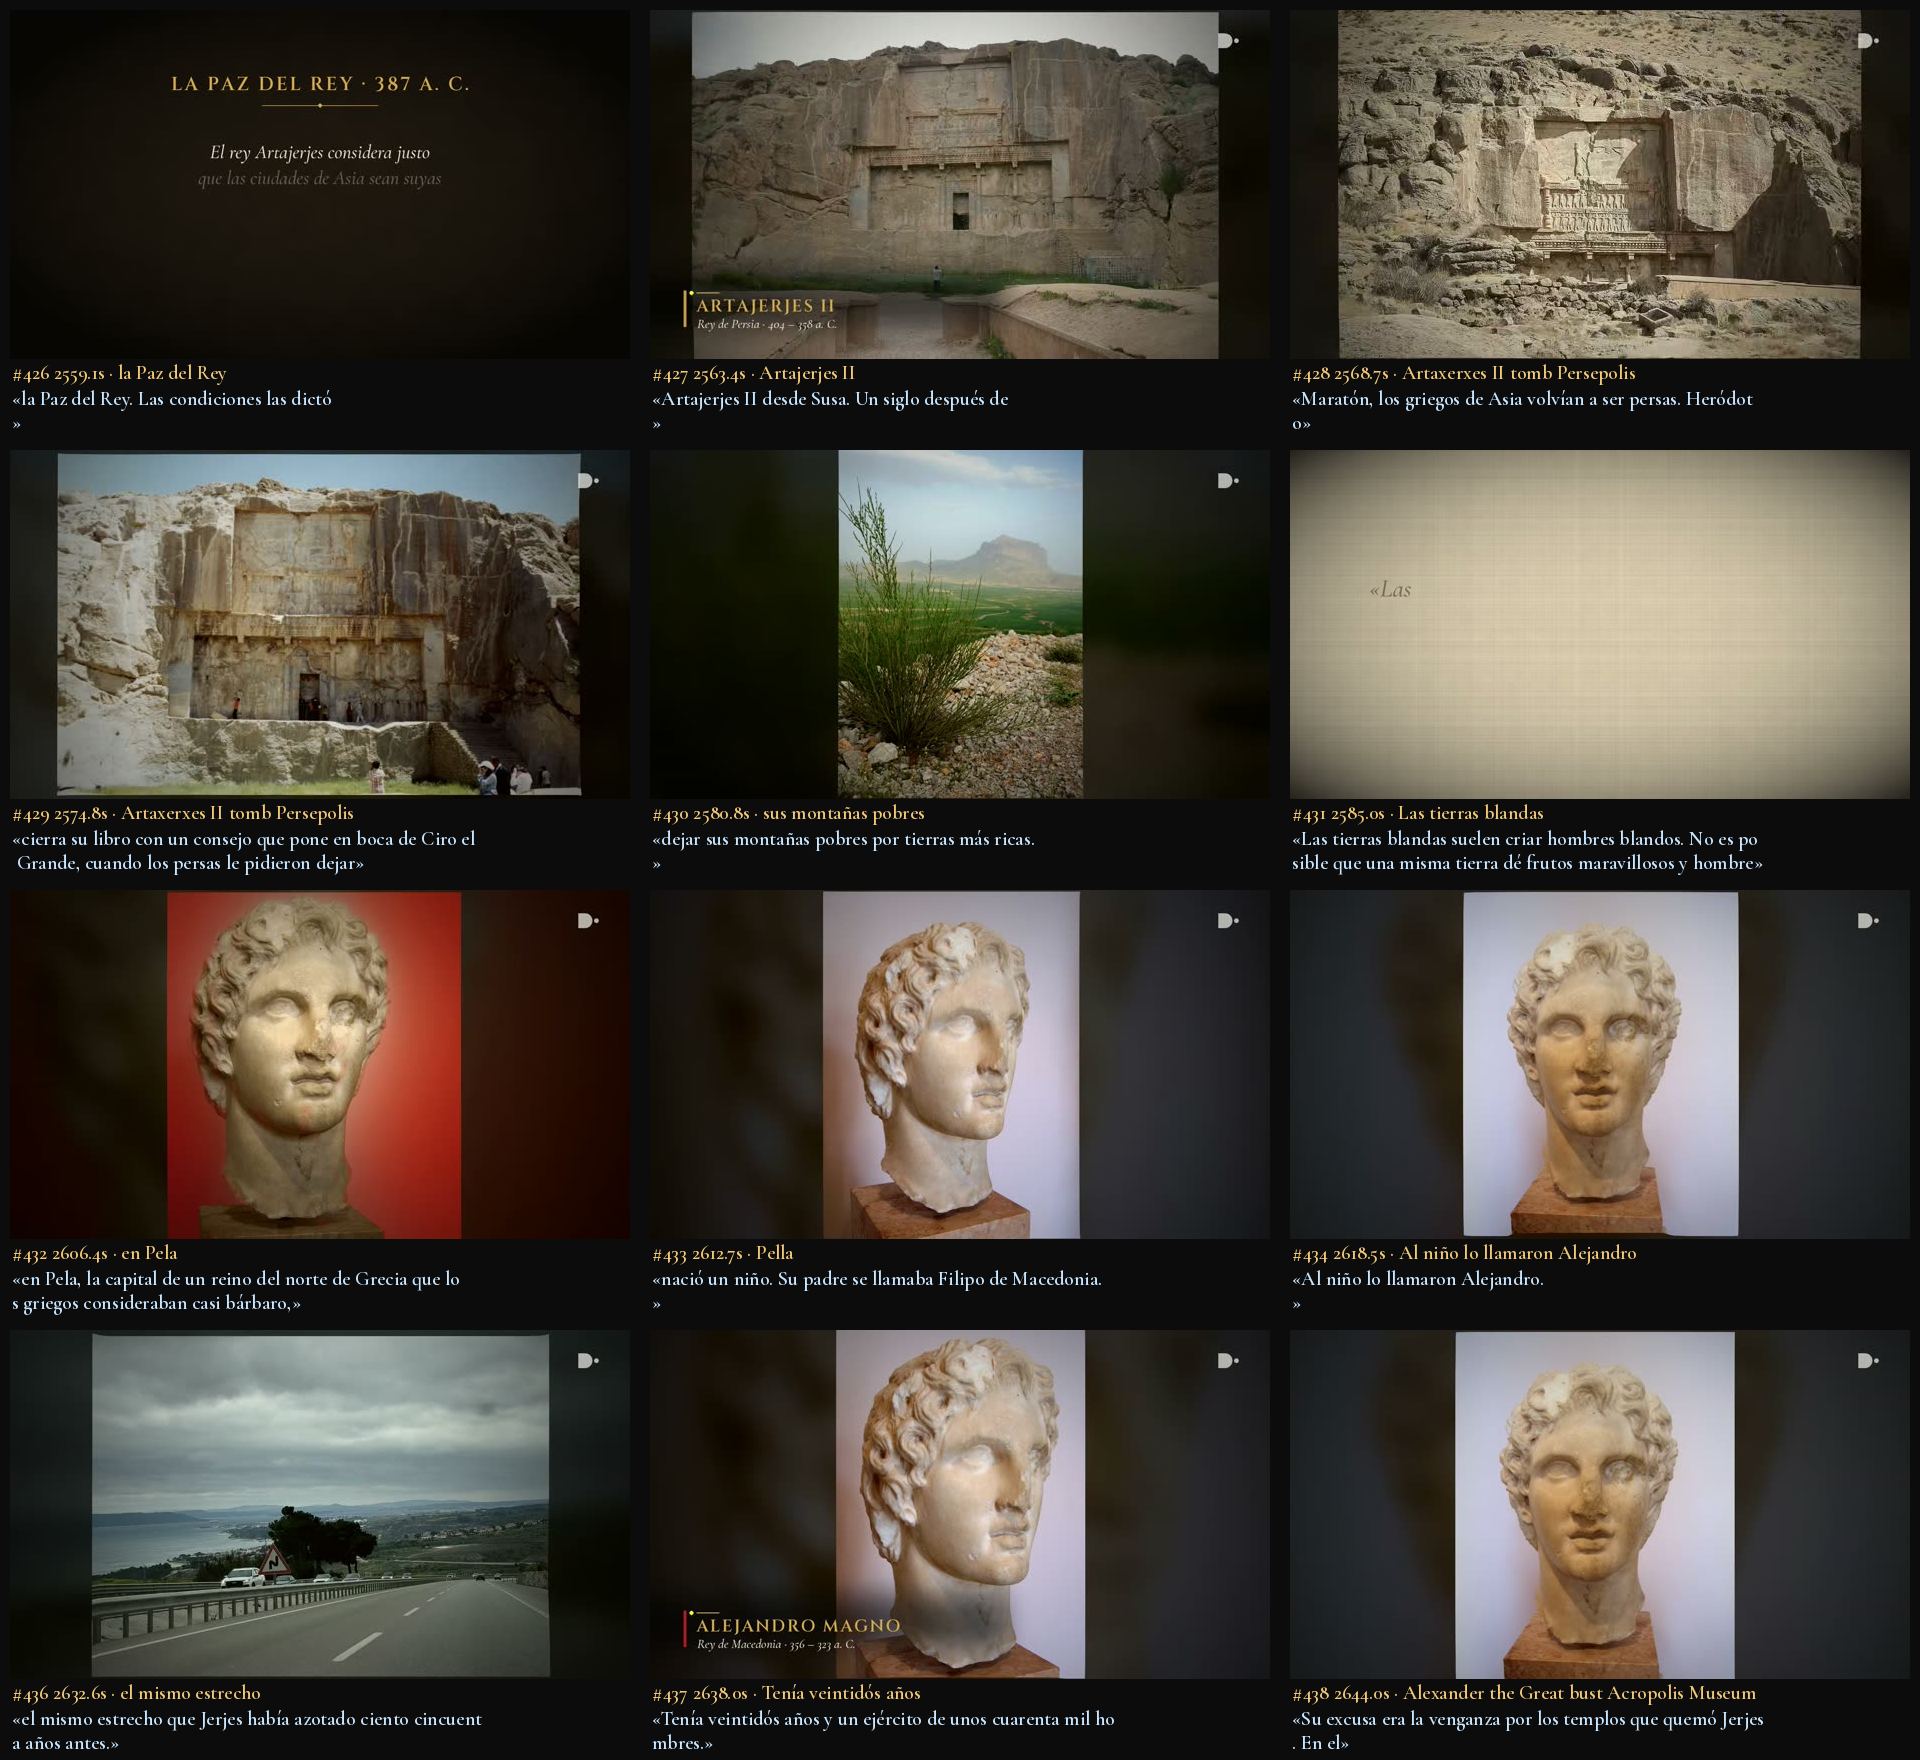 LA PAZ DEL REY · 387 A. C.
El rey Artajerjes considera justo
que las ciudades de Asia sean suyas
#426 2559.1s · la Paz del Rey
«la Paz del Rey. Las condiciones las dictó
»
ARTAJERJES II
Rey de Persia · 404 – 358 a. C.
#427 2563.4s · Artajerjes II
«Artajerjes II desde Susa. Un siglo después de
»
#428 2568.7s · Artaxerxes II tomb Persepolis
«Maratón, los griegos de Asia volvían a ser persas. Heródot
o»
#429 2574.8s · Artaxerxes II tomb Persepolis
«cierra su libro con un consejo que pone en boca de Ciro el
Grande, cuando los persas le pidieron dejar»
#430 2580.8s · sus montañas pobres
«dejar sus montañas pobres por tierras más ricas.
»
«Las
#431 2585.0s · Las tierras blandas
«Las tierras blandas suelen criar hombres blandos. No es po
sible que una misma tierra dé frutos maravillosos y hombre»
#432 2606.4s · en Pela
«en Pela, la capital de un reino del norte de Grecia que lo
s griegos consideraban casi bárbaro,»
#433 2612.7s · Pella
«nació un niño. Su padre se llamaba Filipo de Macedonia.
»
#434 2618.5s · Al niño lo llamaron Alejandro
«Al niño lo llamaron Alejandro.
»
#436 2632.6s · el mismo estrecho
«el mismo estrecho que Jerjes había azotado ciento cincuent
a años antes.»
ALEJANDRO MAGNO
Rey de Macedonia · 356 – 323 a. C.
#437 2638.0s · Tenía veintidós años
«Tenía veintidós años y un ejército de unos cuarenta mil ho
mbres.»
#438 2644.0s · Alexander the Great bust Acropolis Museum
«Su excusa era la venganza por los templos que quemó Jerjes
. En el»